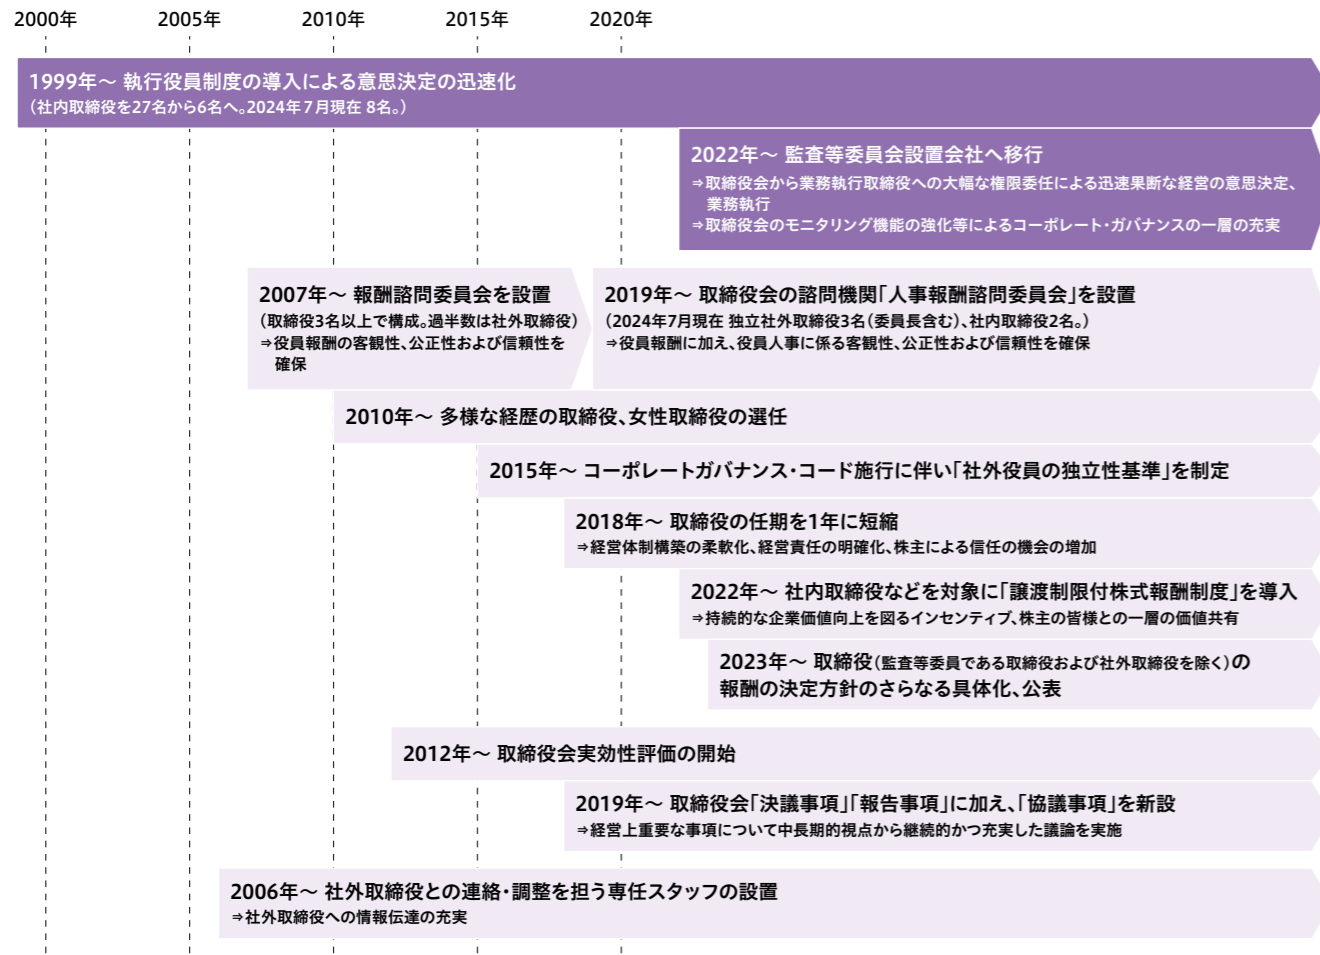 2000年 2005年 2010年 2015年 2020年
1999年～ 執行役員制度の導入による意思決定の迅速化
（社内取締役を27名から6名へ。2024年7月現在 8名。）
2022年～ 監査等委員会設置会社へ移行
⇒取締役会から業務執行取締役への大幅な権限委任による迅速果断な経営の意思決定、
業務執行
⇒取締役会のモニタリング機能の強化等によるコーポレート・ガバナンスの一層の充実
2007年～ 報酬諮問委員会を設置
（取締役3名以上で構成。過半数は社外取締役）
⇒役員報酬の客観性、公正性および信頼性を
確保
2019年～ 取締役会の諮問機関「人事報酬諮問委員会」を設置
（2024年7月現在 独立社外取締役3名（委員長含む）、社内取締役2名。）
⇒役員報酬に加え、役員人事に係る客観性、公正性および信頼性を確保
2010年～ 多様な経歴の取締役、女性取締役の選任
2015年～ コーポレートガバナンス・コード施行に伴い「社外役員の独立性基準」を制定
2018年～ 取締役の任期を1年に短縮
⇒経営体制構築の柔軟化、経営責任の明確化、株主による信任の機会の増加
2022年～ 社内取締役などを対象に「譲渡制限付株式報酬制度」を導入
⇒持続的な企業価値向上を図るインセンティブ、株主の皆様との一層の価値共有
2023年～ 取締役（監査等委員である取締役および社外取締役を除く）の
報酬の決定方針のさらなる具体化、公表
2012年～ 取締役会実効性評価の開始
2019年～ 取締役会「決議事項」「報告事項」に加え、「協議事項」を新設
⇒経営上重要な事項について中長期的視点から継続的かつ充実した議論を実施
2006年～ 社外取締役との連絡・調整を担う専任スタッフの設置
⇒社外取締役への情報伝達の充実